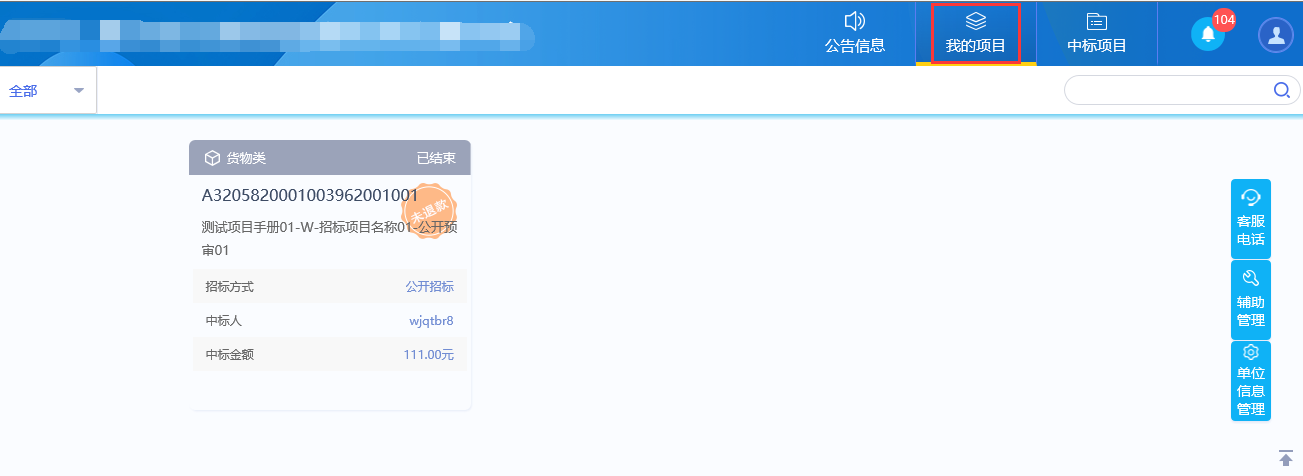 公告信息
我的项目
中标项目
104
全部
货物类
已结束
A3205820001003962001001
未退款
测试项目手册01-W-招标项目名称01-公开预
审01
招标方式
公开招标
中标人
wjqtbr8
中标金额
111.00元
客服
电话
辅助
管理
单位
信息
管理